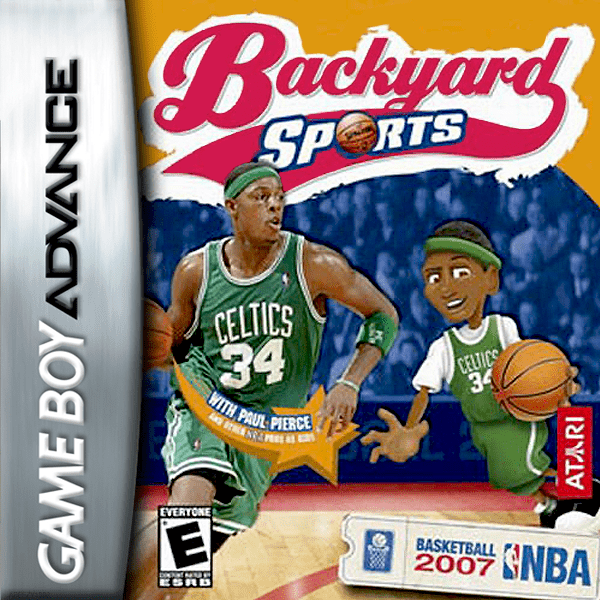 GAME BOY ADVANCE
Backyard
SPORTS
SPALDING
CELTICS
34
WITH PAUL PIERCE
AND OTHER NBA PROS AS KIDS
CELTICS
34
ATARI
EVERYONE
E
CONTENT RATED BY
ESRB
BASKETBALL
2007
NBA